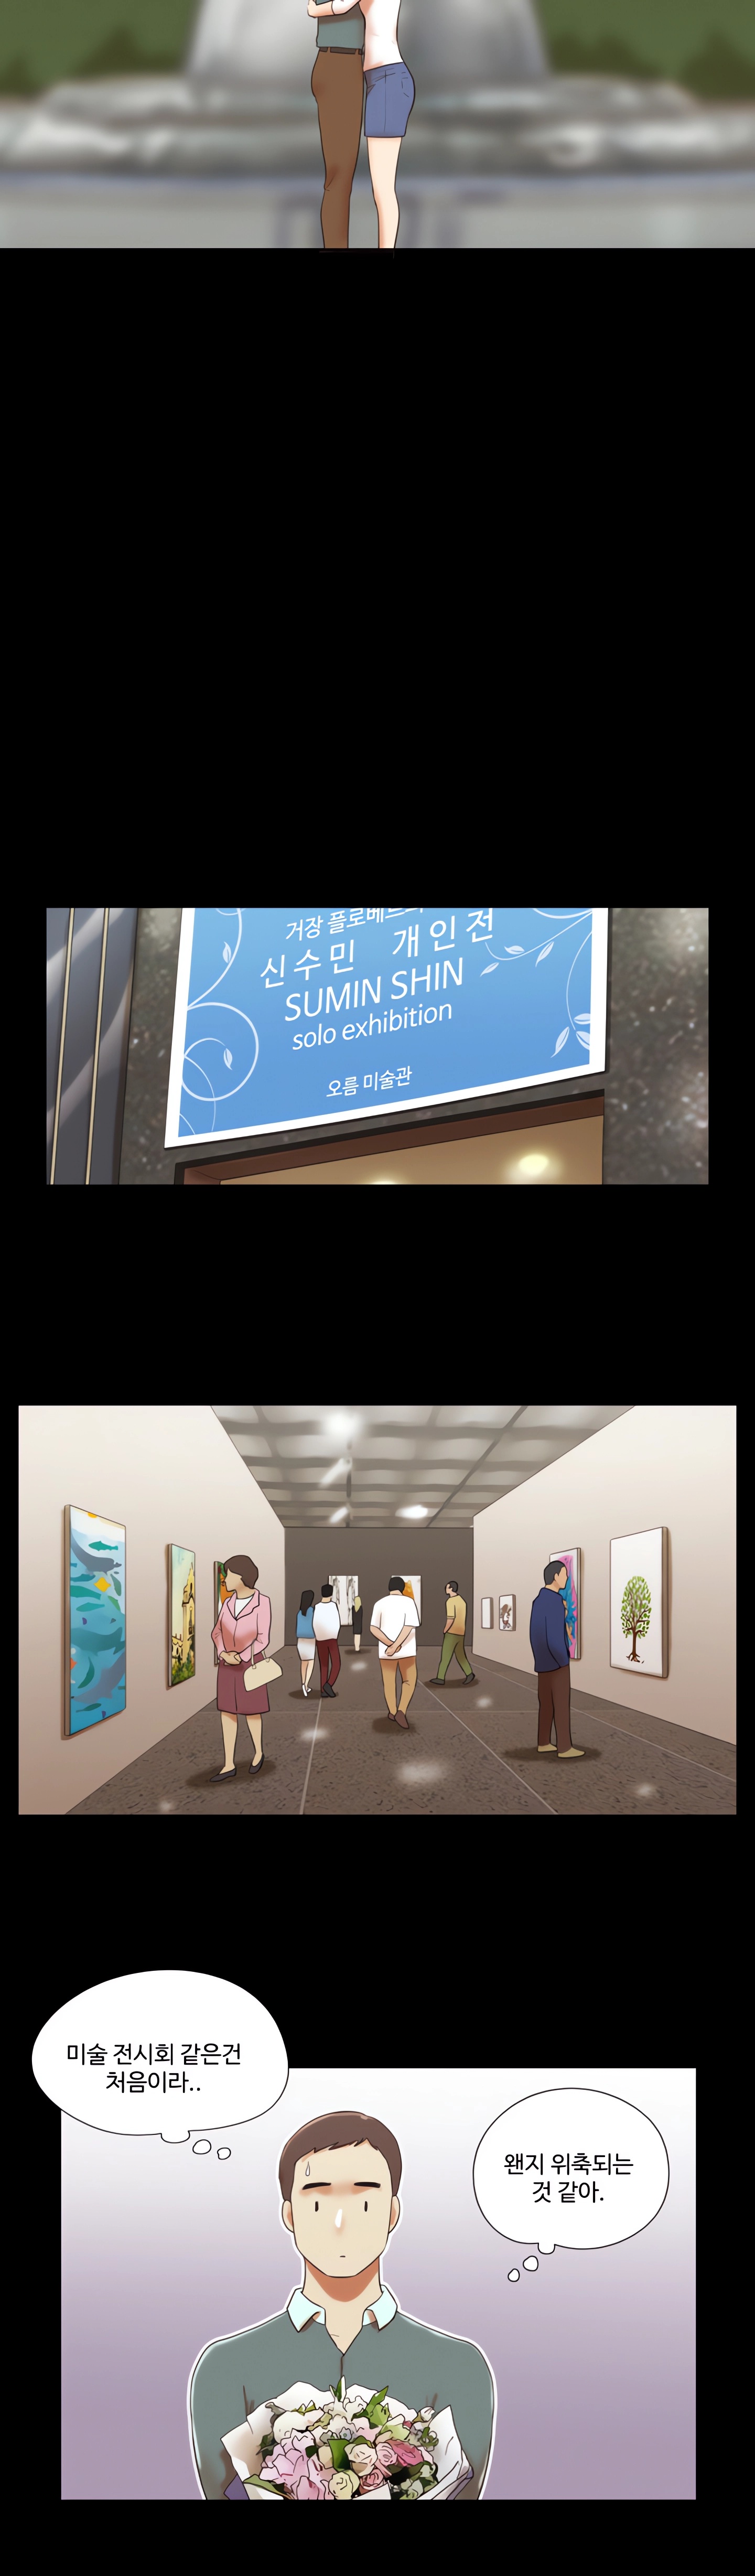 거장 플로베르의
신수민 개인전
SUMIN SHIN
solo exhibition
오름 미술관
미술 전시회 같은건
처음이라..
왠지 위축되는
것 같아.